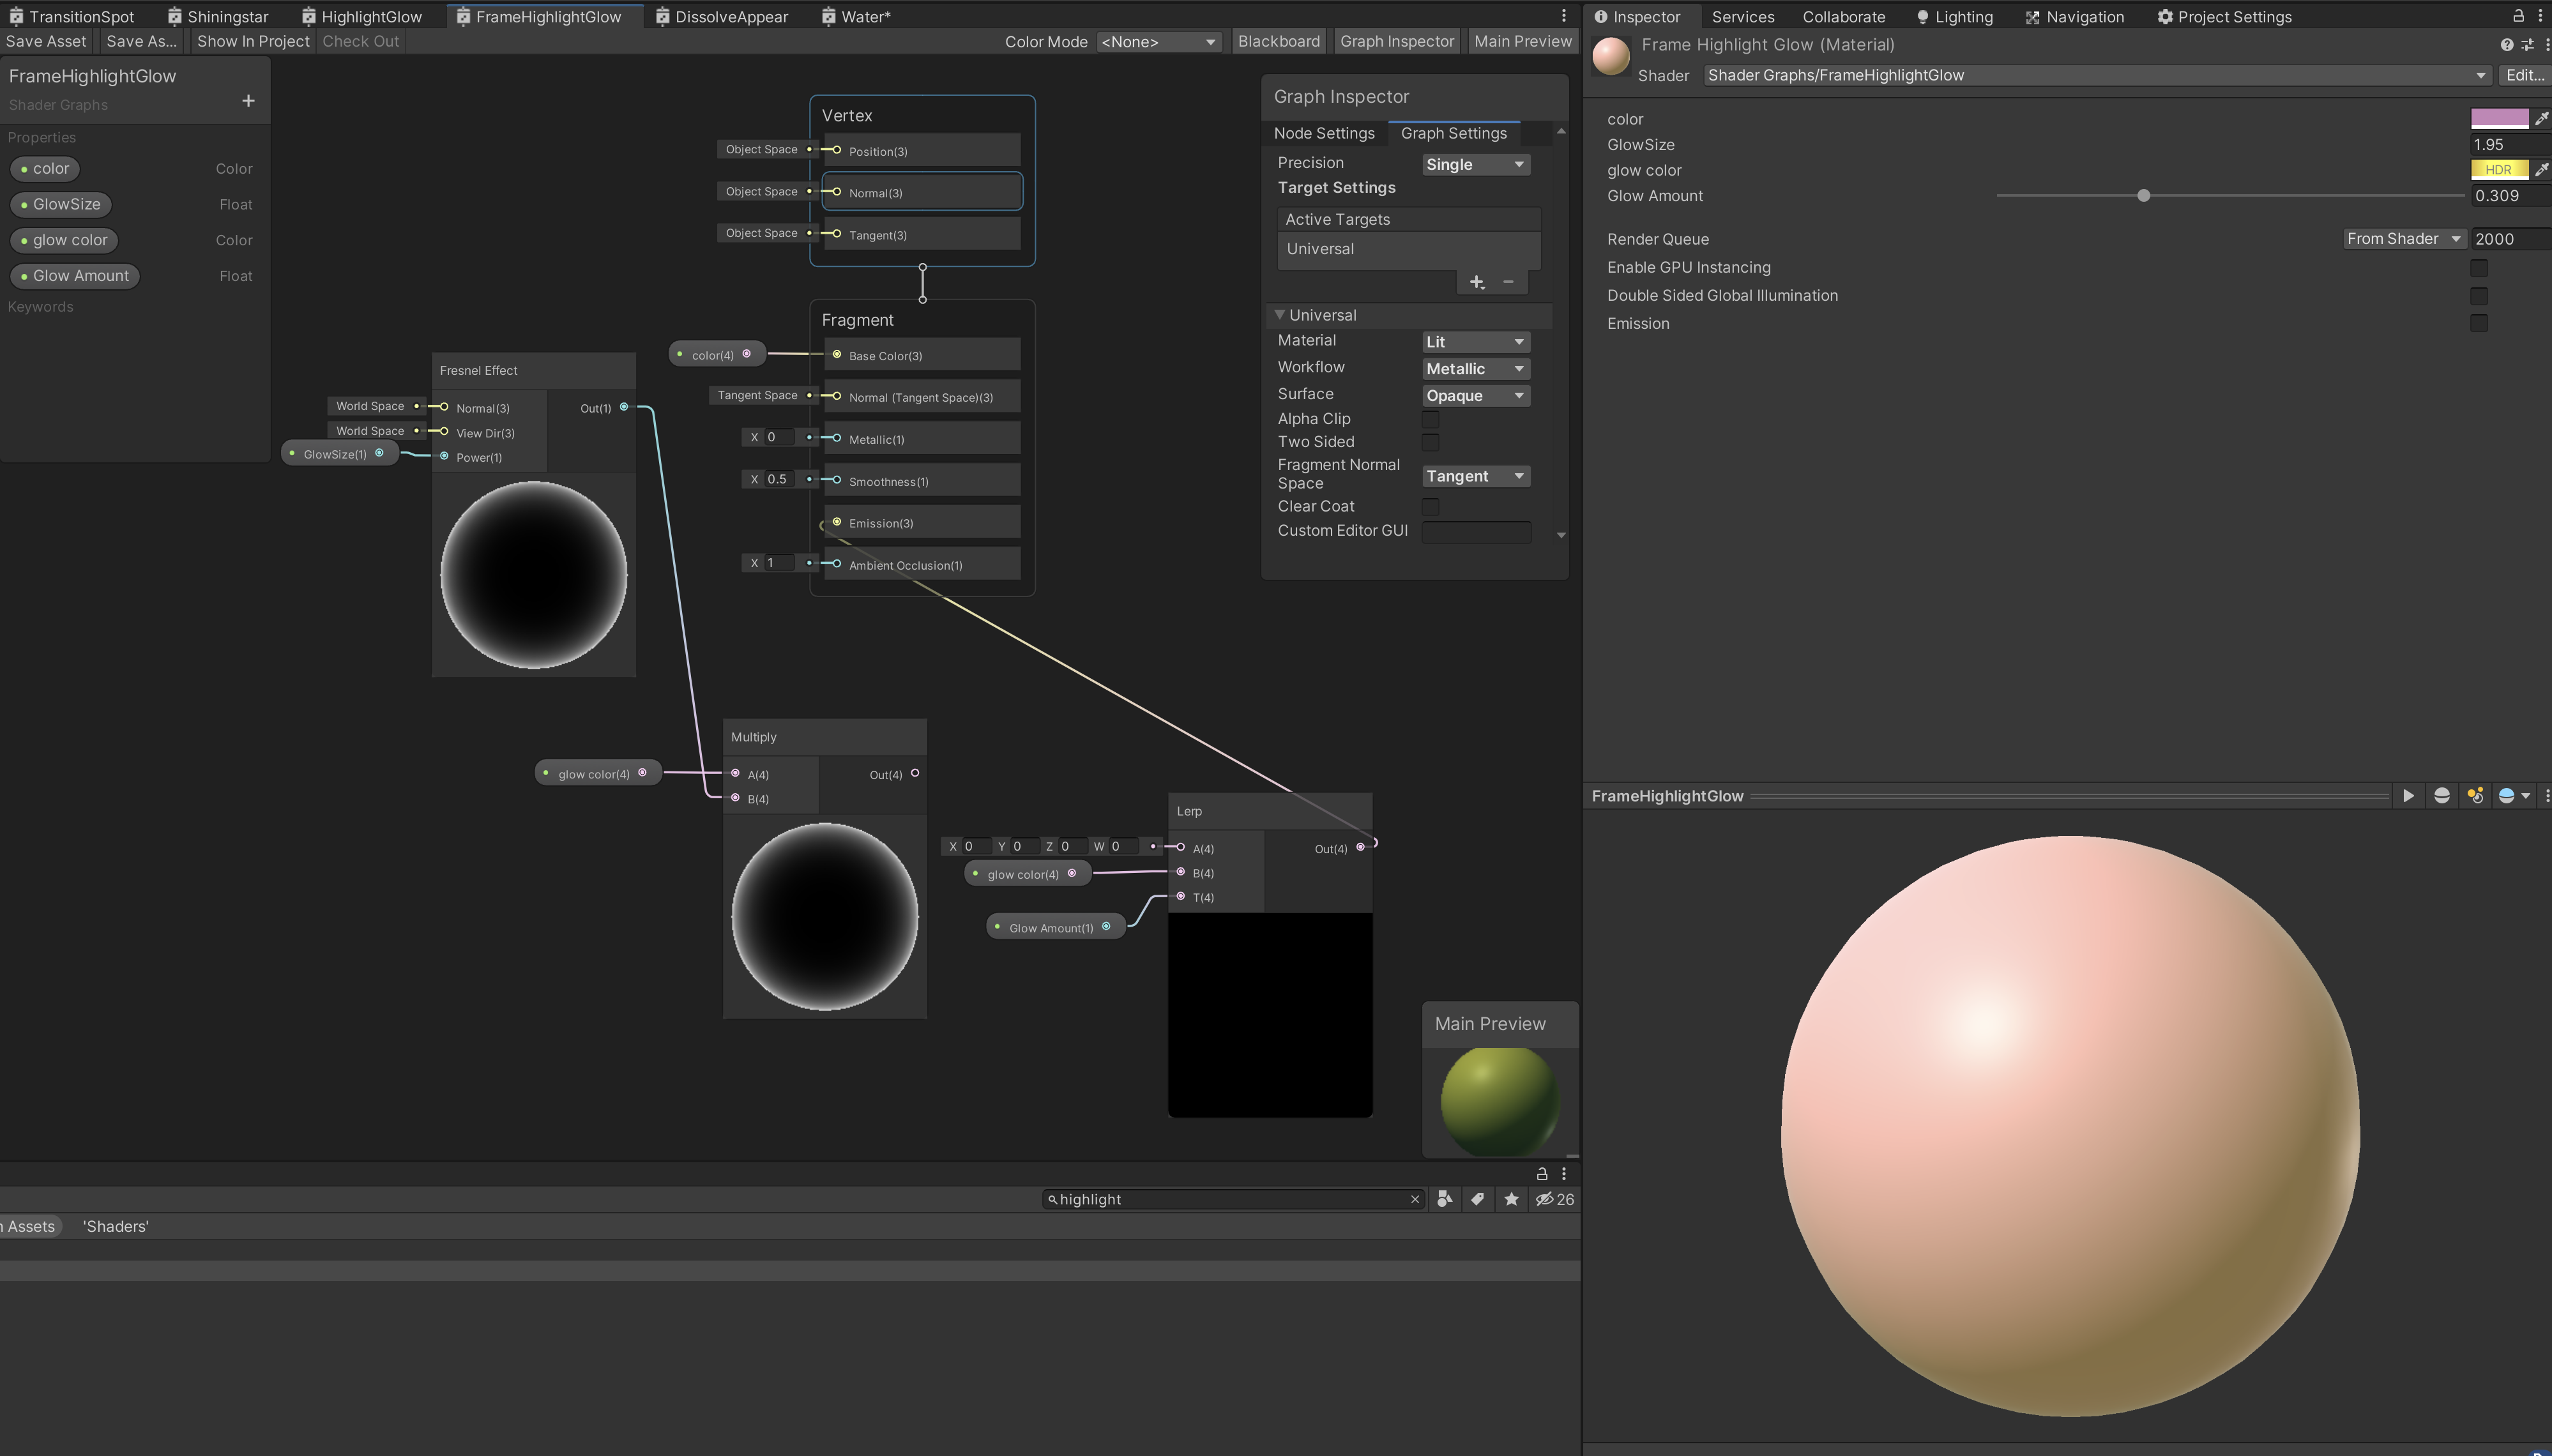 TransitionSpot
Shiningstar
HighlightGlow
FrameHighlightGlow
DissolveAppear
Water*
Save Asset
Save As...
Show In Project
Check Out
Color Mode
<None>
Blackboard
Graph Inspector
Main Preview
FrameHighlightGlow
Shader Graphs
+
Properties
color Color
GlowSize Float
glow color Color
Glow Amount Float
Keywords
Vertex
Object Space Position(3)
Object Space Normal(3)
Object Space Tangent(3)
Fragment
color(4) Base Color(3)
Tangent Space Normal (Tangent Space)(3)
X 0 Metallic(1)
X 0.5 Smoothness(1)
Emission(3)
X 1 Ambient Occlusion(1)
Fresnel Effect
World Space Normal(3) Out(1)
World Space View Dir(3)
GlowSize(1) Power(1)
Multiply
glow color(4) A(4) Out(4)
B(4)
Lerp
X 0 Y 0 Z 0 W 0 A(4) Out(4)
glow color(4) B(4)
T(4)
Glow Amount(1)
Graph Inspector
Node Settings Graph Settings
Precision Single
Target Settings
Active Targets
Universal
Universal
Material Lit
Workflow Metallic
Surface Opaque
Alpha Clip
Two Sided
Fragment Normal
Space
Tangent
Clear Coat
Custom Editor GUI
Main Preview
highlight
26
Assets 'Shaders'
Inspector
Services
Collaborate
Lighting
Navigation
Project Settings
Frame Highlight Glow (Material)
Shader Shader Graphs/FrameHighlightGlow Edit...
color
GlowSize 1.95
glow color HDR
Glow Amount 0.309
Render Queue From Shader 2000
Enable GPU Instancing
Double Sided Global Illumination
Emission
FrameHighlightGlow